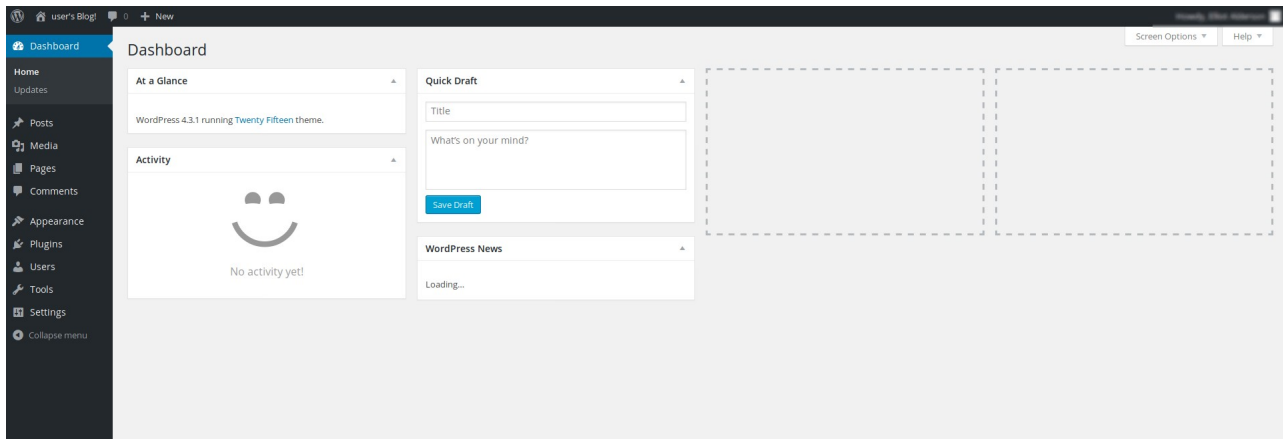 user's Blog! 0 + New
Screen Options Help
Dashboard
Home
Updates
Posts
Media
Pages
Comments
Appearance
Plugins
Users
Tools
Settings
Collapse menu
Dashboard
At a Glance
WordPress 4.3.1 running Twenty Fifteen theme.
Activity
No activity yet!
Quick Draft
Title
What's on your mind?
Save Draft
WordPress News
Loading...